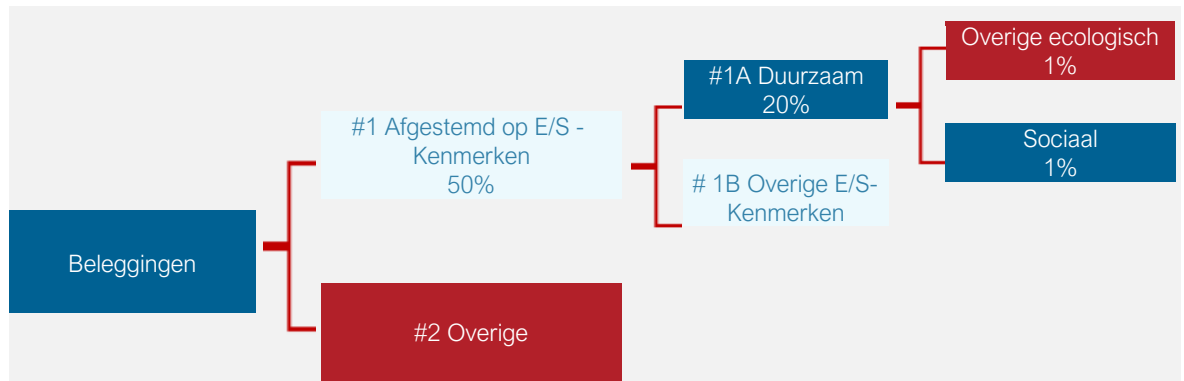 Beleggingen
#1 Afgestemd op E/S -
Kenmerken
50%
#2 Overige
#1A Duurzaam
20%
# 1B Overige E/S-
Kenmerken
Overige ecologisch
1%
Sociaal
1%